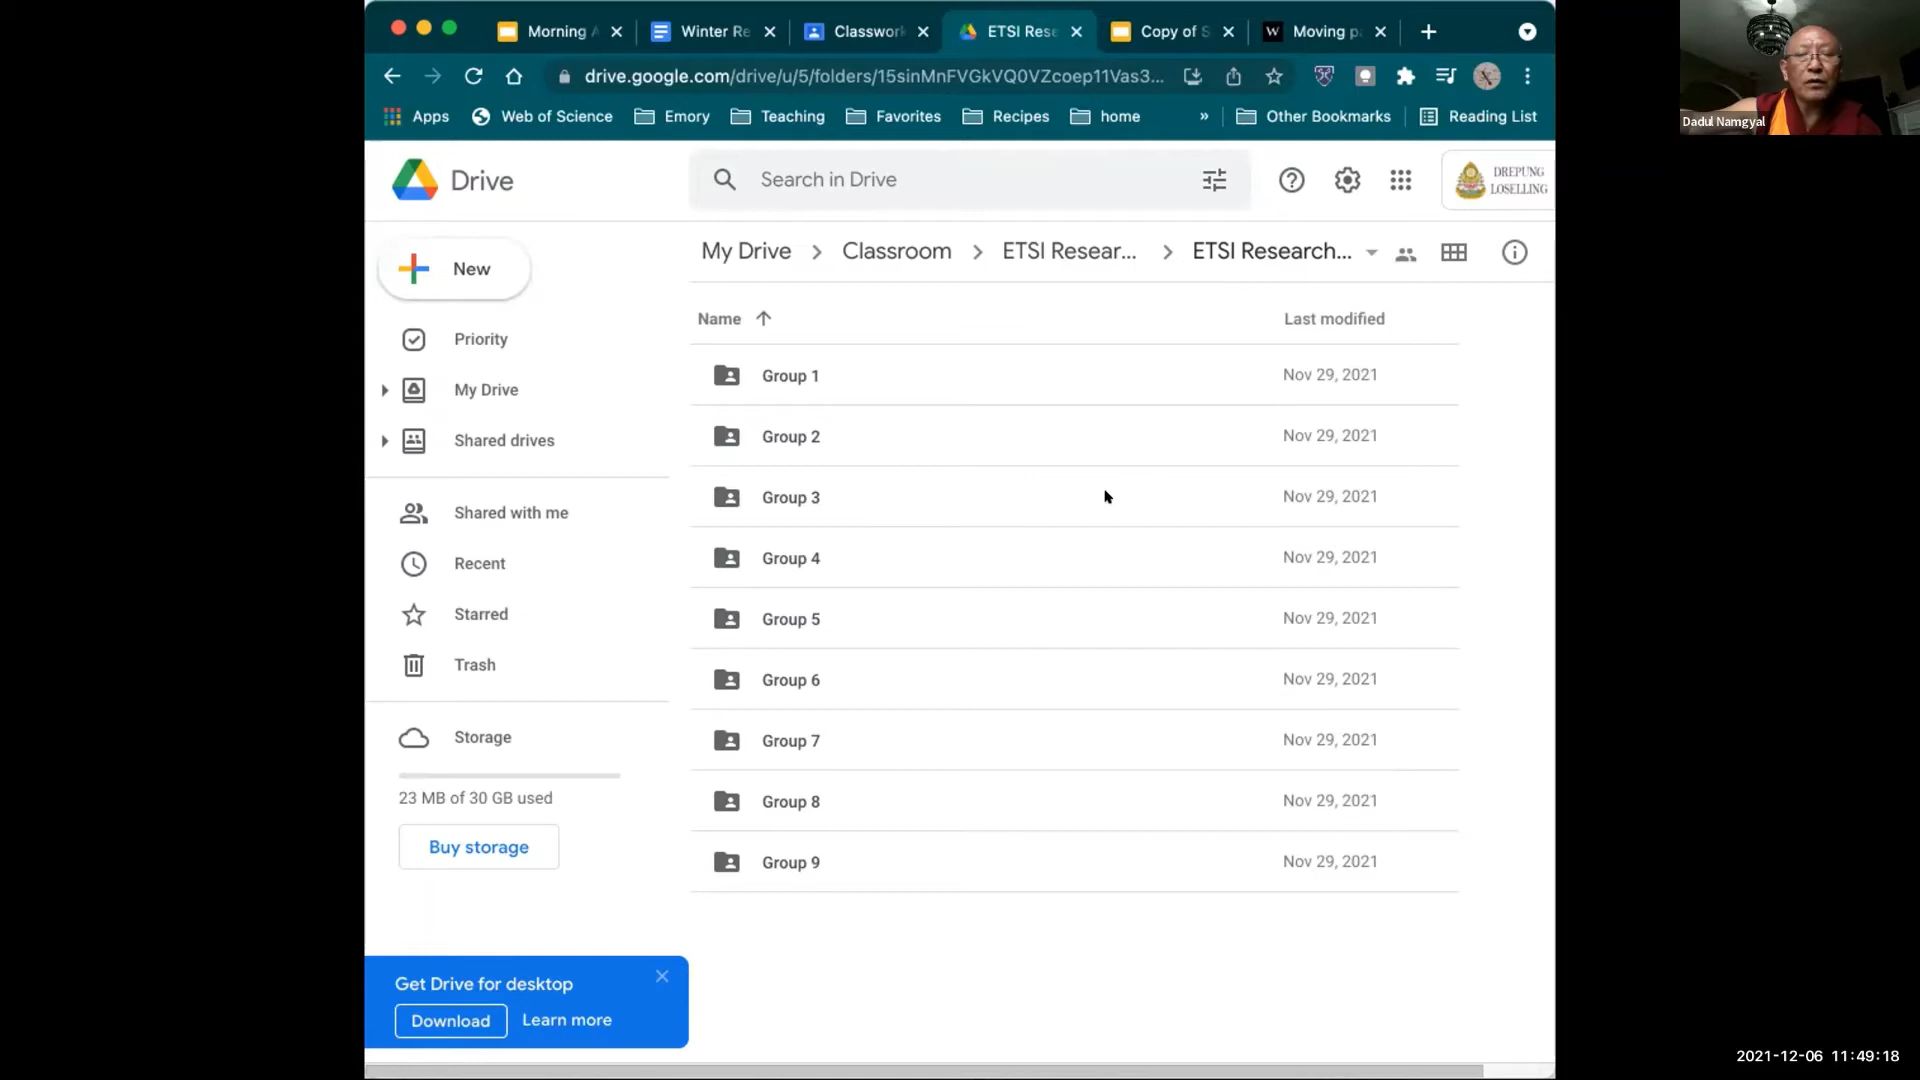 Morning A
Winter Re
Classwork
ETSI Rese
Copy of S
W Moving p
drive.google.com/drive/u/5/folders/15sinMnFVGkVQ0VZcoep11Vas3...
Apps
Web of Science
Emory
Teaching
Favorites
Recipes
home
»
Other Bookmarks
Reading List
Drive
Search in Drive
DREPUNG
LOSELLING
New
My Drive > Classroom > ETSI Resear... > ETSI Research...
Name
Last modified
Priority
My Drive
Shared drives
Shared with me
Recent
Starred
Trash
Storage
23 MB of 30 GB used
Buy storage
Group 1 Nov 29, 2021
Group 2 Nov 29, 2021
Group 3 Nov 29, 2021
Group 4 Nov 29, 2021
Group 5 Nov 29, 2021
Group 6 Nov 29, 2021
Group 7 Nov 29, 2021
Group 8 Nov 29, 2021
Group 9 Nov 29, 2021
Get Drive for desktop
Download Learn more
Dadul Namgyal
2021-12-06 11:49:18